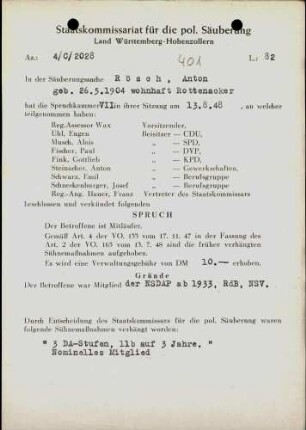 Staatskommissariat für die pol. Säuberung
Land Württemberg-Hohenzollern
Az.: 4/C/2028
401
L.: 82
In der Säuberungssache R ö s c h , Anton
geb. 26.5.1904 wohnhaft Rottenacker
hat die Spruchkammer VII in ihrer Sitzung am 13.8.48 , an welcher
teilgenommen haben:
Reg.Assessor Wax Vorsitzender,
Uhl, Eugen Beisitzer — CDU,
Musch, Alois „ — SPD,
Fischer, Paul „ — DVP,
Fink, Gottlieb „ — KPD,
Steinacher, Anton „ — Gewerkschaften,
Schwarz, Emil „ — Berufsgruppe
Schneckenburger, Josef „ — Berufsgruppe
Reg.-Ang. Hauer, Franz Vertreter des Staatskommissars
beschlossen und verkündet folgenden
SPRUCH
Der Betroffene ist Mitläufer.
Gemäß Art. 4 der VO. 133 vom 17. 11. 47 in der Fassung des
Art. 2 der VO. 165 vom 13. 7. 48 sind die früher verhängten
Sühnemaßnahmen aufgehoben.
Es wird eine Verwaltungsgebühr von DM 10.— erhoben.
Gründe
Der Betroffene war Mitglied der NSDAP ab 1933, RdB, NSV.
Durch Entscheidung des Staatskommissars für die pol. Säuberung waren
folgende Sühnemaßnahmen verhängt worden:
" 3 DA-Stufen, 11b auf 3 Jahre. "
Nominelles Mitglied